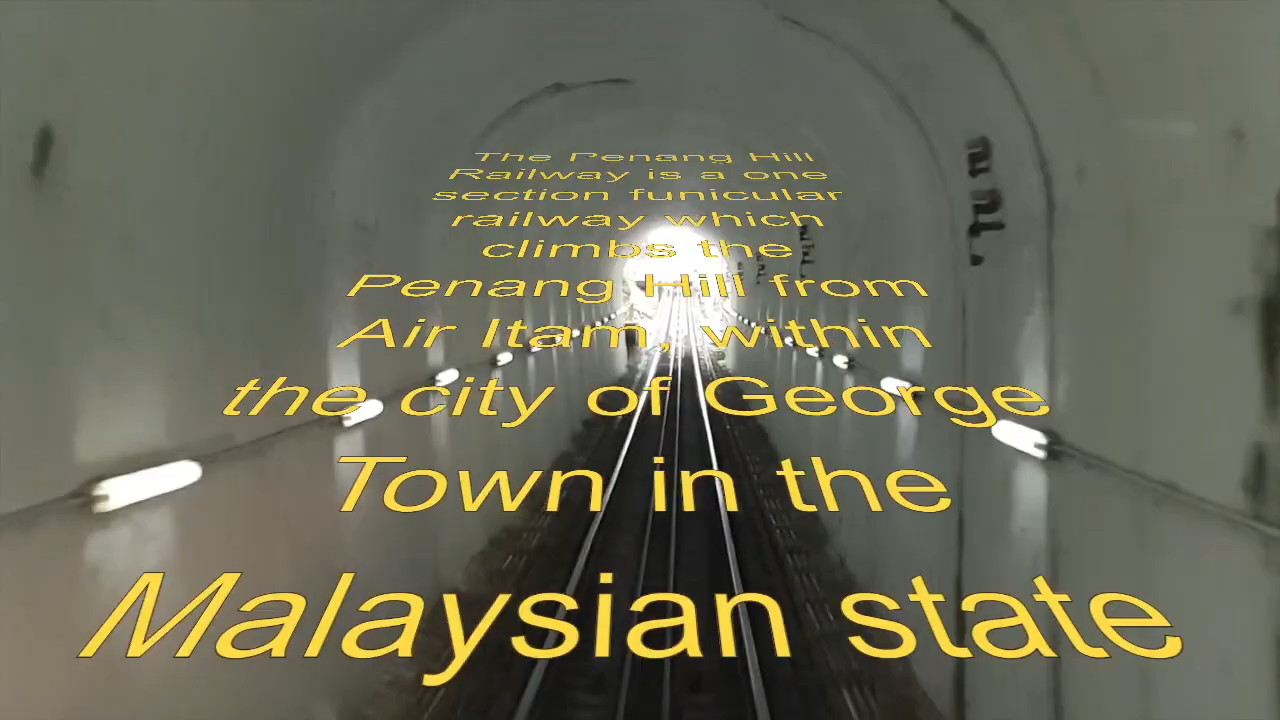 The Penang Hill
Railway is a one
section funicular
railway which
climbs the
Penang Hill from
Air Itam, within
the city of George
Town in the
Malaysian state